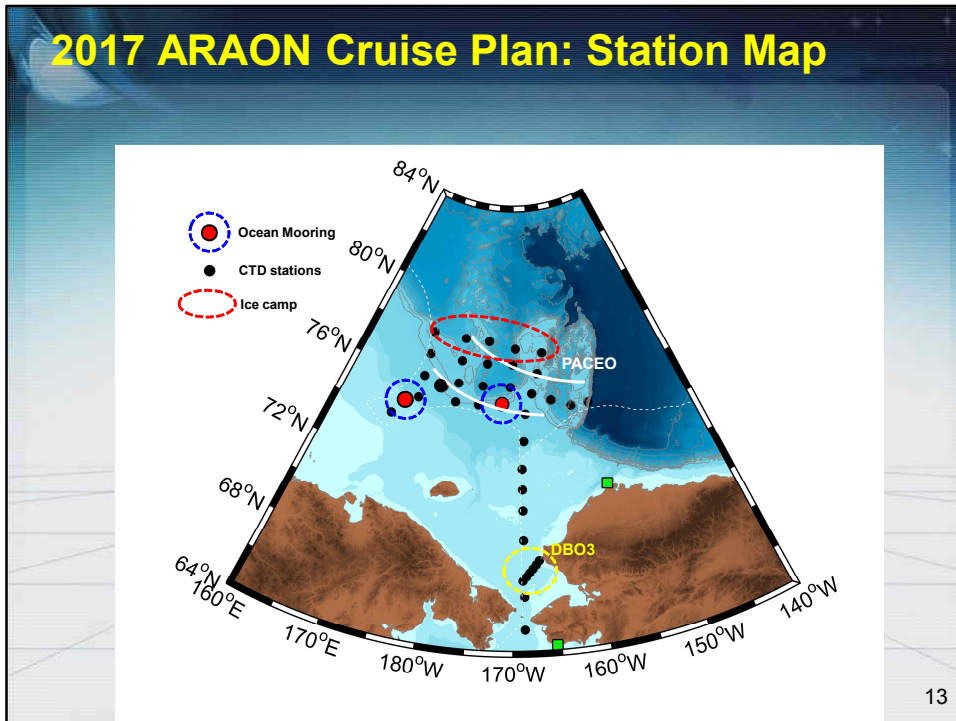 2017 ARAON Cruise Plan: Station Map
84°N
80°N
76°N
72°N
68°N
64°N
160°E
170°E
180°W
170°W
160°W
150°W
140°W
Ocean Mooring
CTD stations
Ice camp
PACEO
DBO3
13